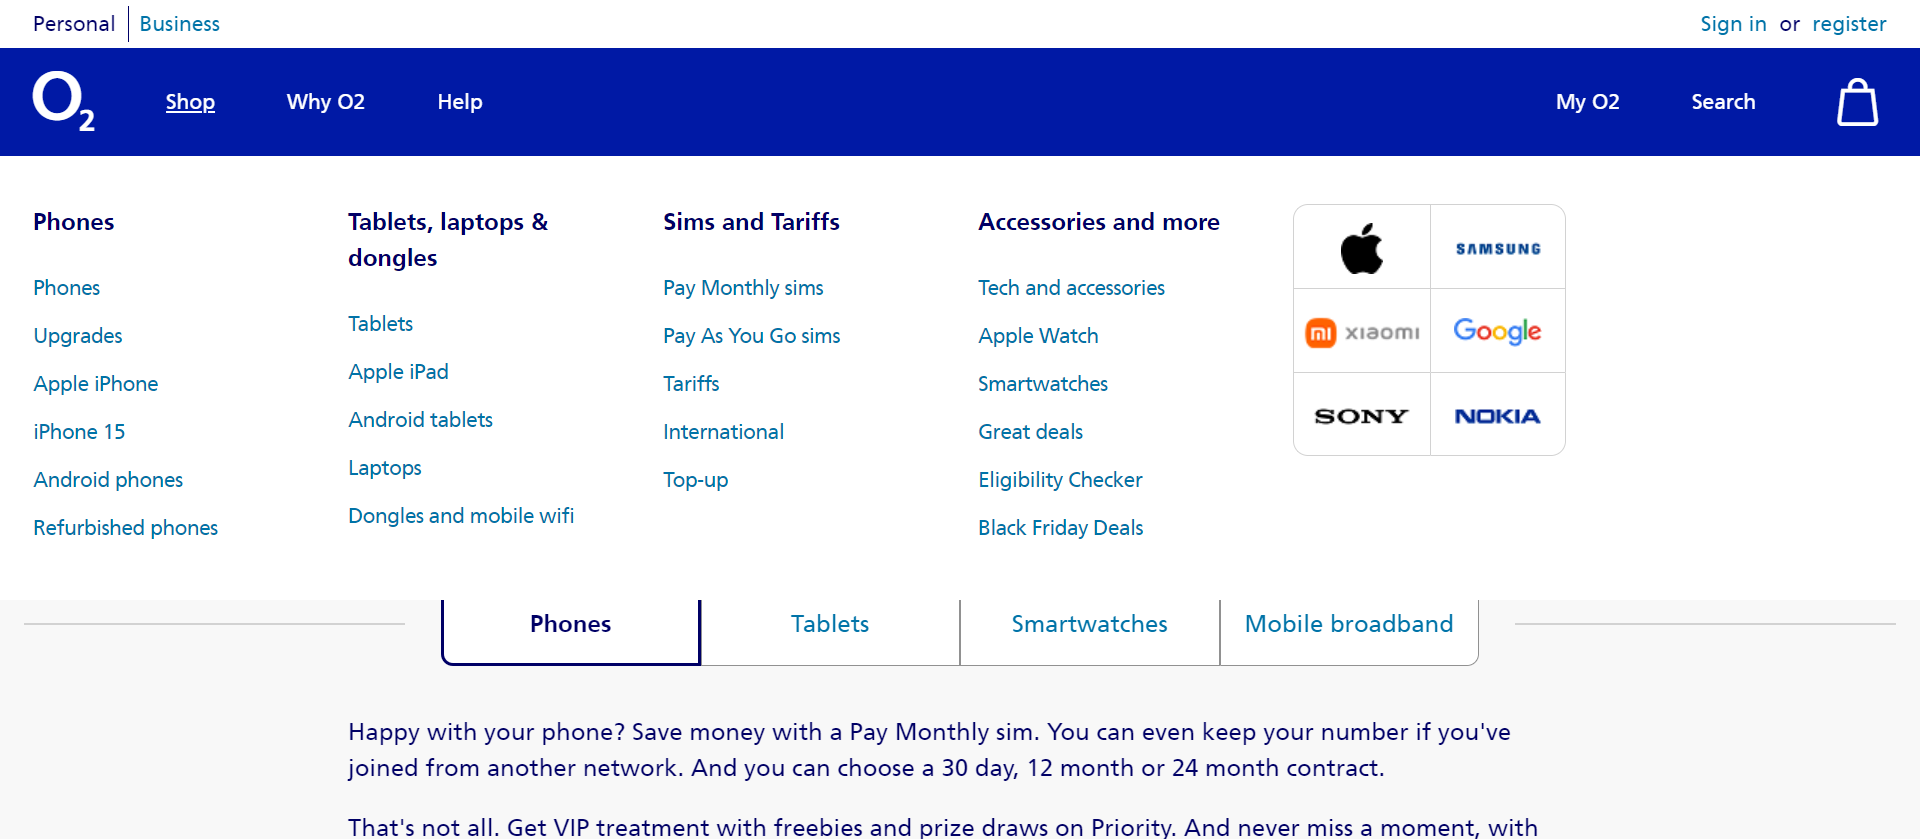 Personal
Business
Sign in or register
O2
Shop
Why O2
Help
My O2
Search
Phones
Phones
Upgrades
Apple iPhone
iPhone 15
Android phones
Refurbished phones
Tablets, laptops &
dongles
Tablets
Apple iPad
Android tablets
Laptops
Dongles and mobile wifi
Sims and Tariffs
Pay Monthly sims
Pay As You Go sims
Tariffs
International
Top-up
Accessories and more
Tech and accessories
Apple Watch
Smartwatches
Great deals
Eligibility Checker
Black Friday Deals
SAMSUNG
mi xiaomi
Google
SONY
NOKIA
Phones
Tablets
Smartwatches
Mobile broadband
Happy with your phone? Save money with a Pay Monthly sim. You can even keep your number if you've
joined from another network. And you can choose a 30 day, 12 month or 24 month contract.
That's not all. Get VIP treatment with freebies and prize draws on Priority. And never miss a moment, with